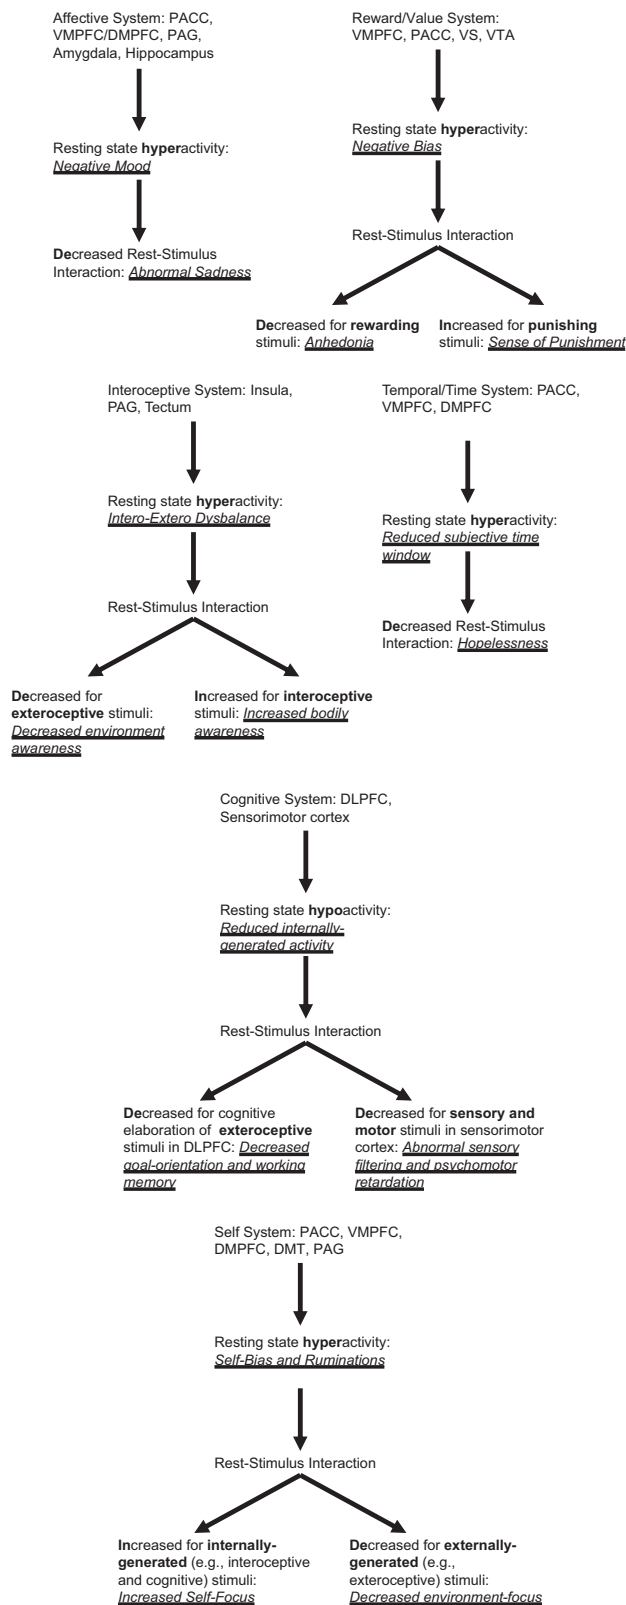 Affective System: PACC,
VMPFC/DMPFC, PAG,
Amygdala, Hippocampus
Resting state hyperactivity:
Negative Mood
Decreased Rest-Stimulus
Interaction: Abnormal Sadness
Reward/Value System:
VMPFC, PACC, VS, VTA
Resting state hyperactivity:
Negative Bias
Rest-Stimulus Interaction
Decreased for rewarding
stimuli: Anhedonia
Increased for punishing
stimuli: Sense of Punishment
Interoceptive System: Insula,
PAG, Tectum
Resting state hyperactivity:
Intero-Extero Dysbalance
Rest-Stimulus Interaction
Decreased for
exteroceptive stimuli:
Decreased environment
awareness
Increased for interoceptive
stimuli: Increased bodily
awareness
Temporal/Time System: PACC,
VMPFC, DMPFC
Resting state hyperactivity:
Reduced subjective time
window
Decreased Rest-Stimulus
Interaction: Hopelessness
Cognitive System: DLPFC,
Sensorimotor cortex
Resting state hypoactivity:
Reduced internally-
generated activity
Rest-Stimulus Interaction
Decreased for cognitive
elaboration of exteroceptive
stimuli in DLPFC: Decreased
goal-orientation and working
memory
Decreased for sensory and
motor stimuli in sensorimotor
cortex: Abnormal sensory
filtering and psychomotor
retardation
Self System: PACC, VMPFC,
DMPFC, DMT, PAG
Resting state hyperactivity:
Self-Bias and Ruminations
Rest-Stimulus Interaction
Increased for internally-
generated (e.g., interoceptive
and cognitive) stimuli:
Increased Self-Focus
Decreased for externally-
generated (e.g.,
exteroceptive) stimuli:
Decreased environment-focus